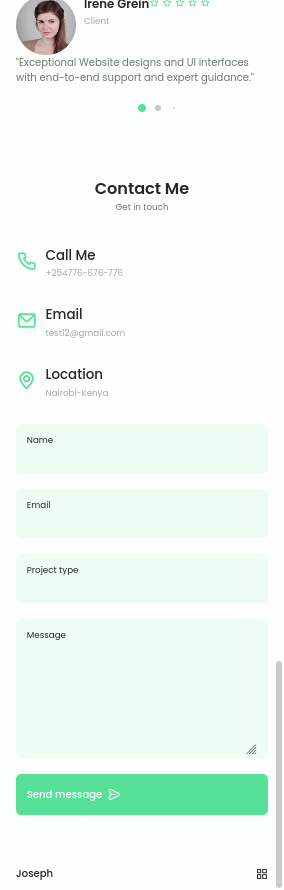 Irene Grein
Client
"Exceptional Website designs and UI interfaces
with end-to-end support and expert guidance."
Contact Me
Get in touch
Call Me
+254776-676-776
Email
test12@gmail.com
Location
Nairobi-Kenya
Name
Email
Project type
Message
Send message
Joseph